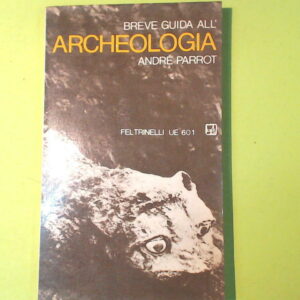 BREVE GUIDA ALL'
ARCHEOLOGIA
ANDRÉ PARROT
FELTRINELLI UE 601